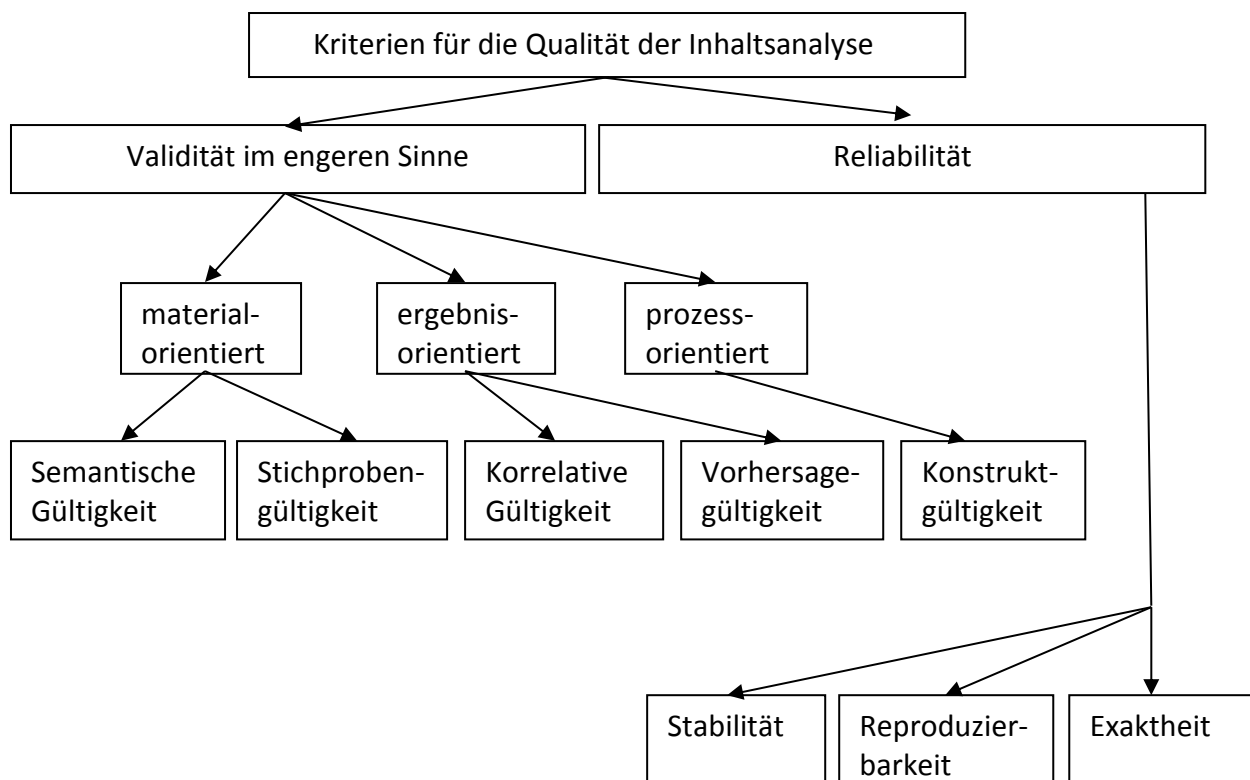 Kriterien für die Qualität der Inhaltsanalyse
Validität im engeren Sinne
Reliabilität
material-
orientiert
ergebnis-
orientiert
prozess-
orientiert
Semantische
Gültigkeit
Stichproben-
gültigkeit
Korrelative
Gültigkeit
Vorhersage-
gültigkeit
Konstrukt-
gültigkeit
Stabilität
Reproduzier-
barkeit
Exaktheit